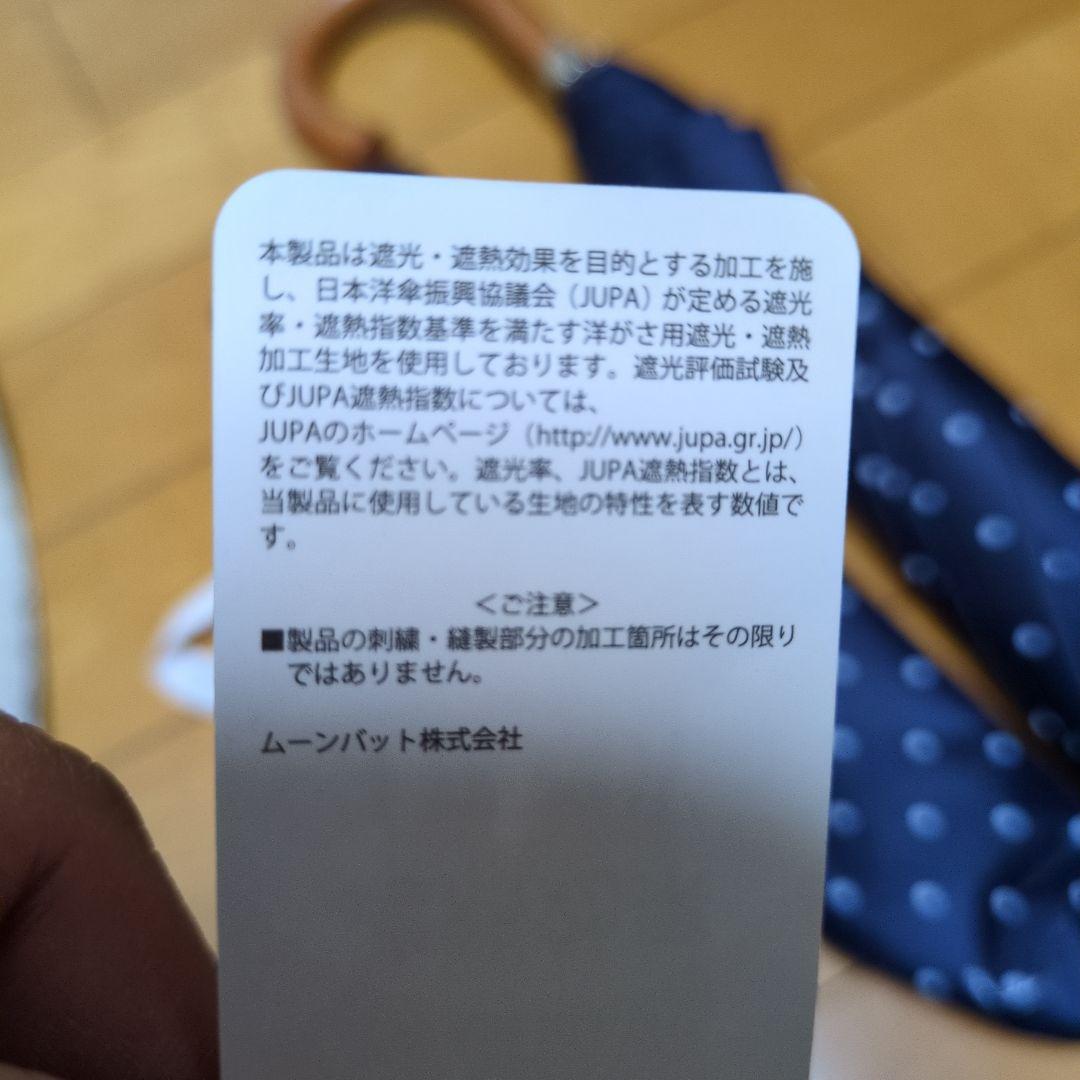 本製品は遮光・遮熱効果を目的とする加工を施
し、日本洋傘振興協議会（JUPA）が定める遮光
率・遮熱指数基準を満たす洋がさ用遮光・遮熱
加工生地を使用しております。遮光評価試験及
びJUPA遮熱指数については、
JUPAのホームページ（http://www.jupa.gr.jp/）
をご覧ください。遮光率、JUPA遮熱指数とは、
当製品に使用している生地の特性を表す数値で
す。
＜ご注意＞
■製品の刺繍・縫製部分の加工箇所はその限り
ではありません。
ムーンバット株式会社